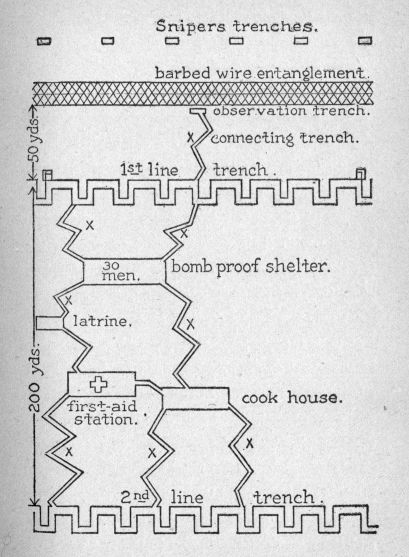 Snipers trenches.
barbed wire entanglement.
observation trench.
50 yds.
x connecting trench.
1st line trench.
x
x
30
men.
bomb proof shelter.
x
latrine.
x
200 yds.
first-aid
station.
cook house.
x
x
x
2nd line trench.